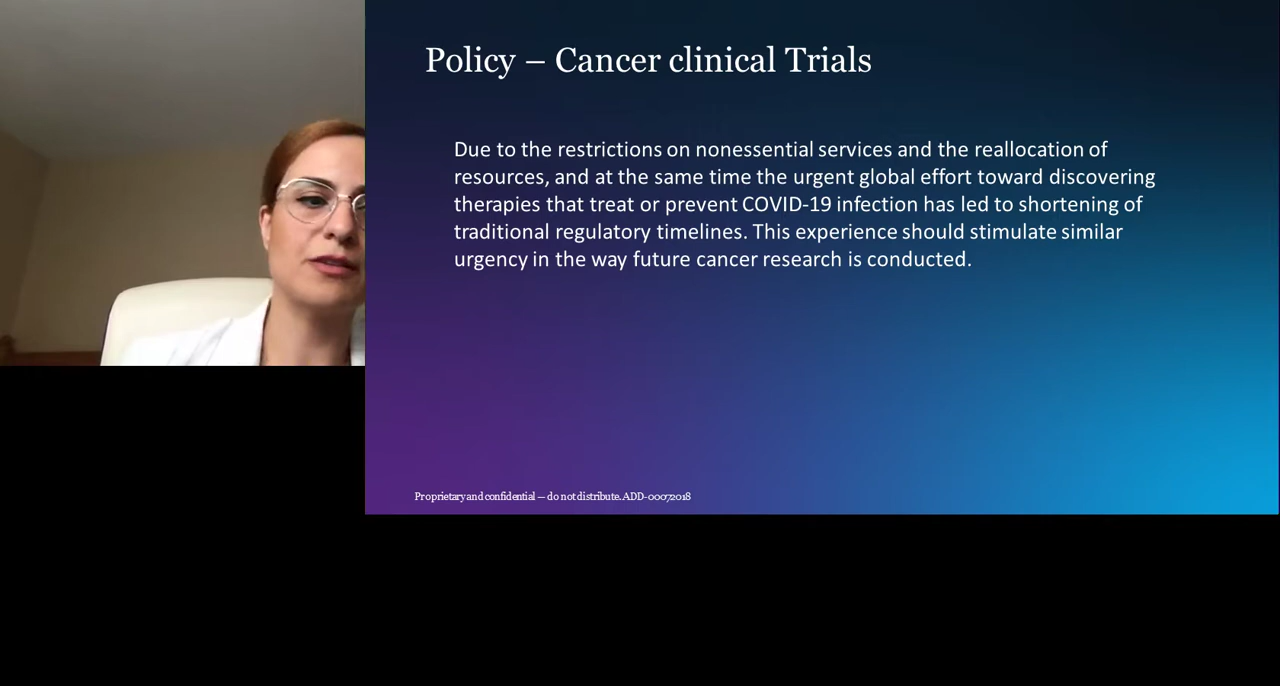 Policy – Cancer clinical Trials
Due to the restrictions on nonessential services and the reallocation of
resources, and at the same time the urgent global effort toward discovering
therapies that treat or prevent COVID-19 infection has led to shortening of
traditional regulatory timelines. This experience should stimulate similar
urgency in the way future cancer research is conducted.
Proprietary and confidential — do not distribute. ADD-00072018